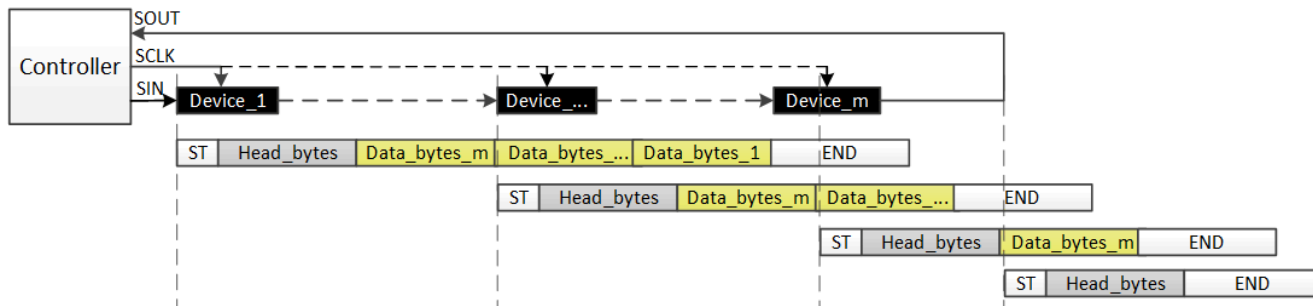 SOUT
Controller
SCLK
SIN
Device_1 Device_... Device_m
ST Head_bytes Data_bytes_m Data_bytes_... Data_bytes_1 END
ST Head_bytes Data_bytes_m Data_bytes_... END
ST Head_bytes Data_bytes_m END
ST Head_bytes END